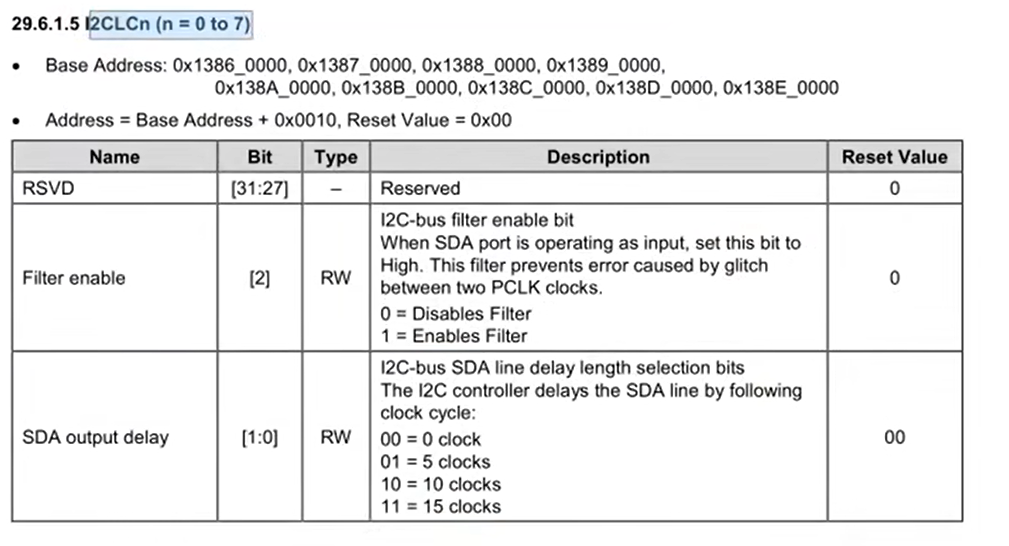 29.6.1.5 I2CLCn (n = 0 to 7)
• Base Address: 0x1386_0000, 0x1387_0000, 0x1388_0000, 0x1389_0000,
0x138A_0000, 0x138B_0000, 0x138C_0000, 0x138D_0000, 0x138E_0000
• Address = Base Address + 0x0010, Reset Value = 0x00
Name Bit Type Description Reset Value
RSVD [31:27] – Reserved 0
I2C-bus filter enable bit
When SDA port is operating as input, set this bit to
Filter enable [2] RW High. This filter prevents error caused by glitch 0
between two PCLK clocks.
0 = Disables Filter
1 = Enables Filter
I2C-bus SDA line delay length selection bits
The I2C controller delays the SDA line by following
clock cycle:
SDA output delay [1:0] RW 00 = 0 clock 00
01 = 5 clocks
10 = 10 clocks
11 = 15 clocks